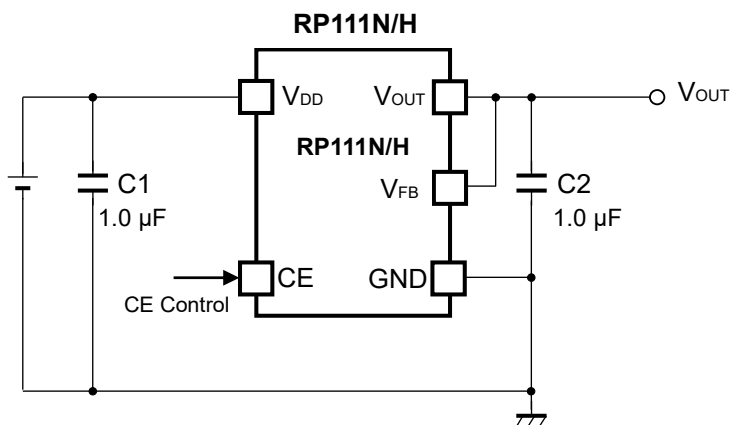 RP111N/H
VDD
VOUT
VOUT
RP111N/H
VFB
C1
1.0 µF
C2
1.0 µF
CE
GND
CE Control